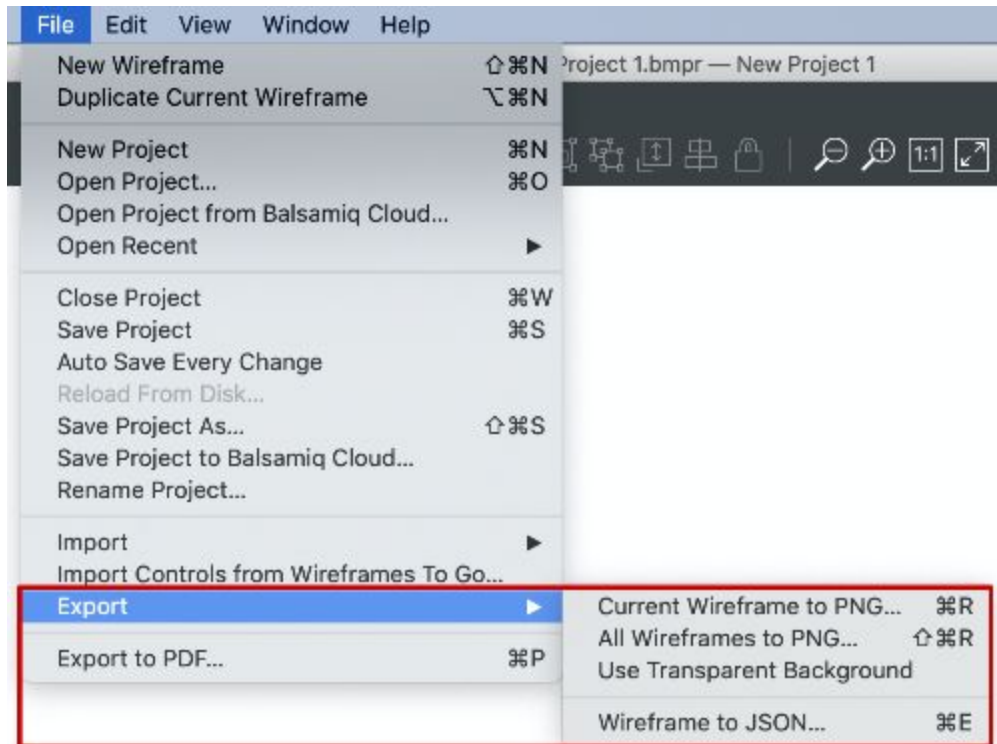 File Edit View Window Help
New Wireframe ⇧⌘N
Project 1.bmpr — New Project 1
Duplicate Current Wireframe ⌥⌘N
New Project ⌘N
1:1
Open Project... ⌘O
Open Project from Balsamiq Cloud...
Open Recent ▶
Close Project ⌘W
Save Project ⌘S
Auto Save Every Change
Reload From Disk...
Save Project As... ⇧⌘S
Save Project to Balsamiq Cloud...
Rename Project...
Import ▶
Import Controls from Wireframes To Go...
Export ▶
Export to PDF... ⌘P
Current Wireframe to PNG... ⌘R
All Wireframes to PNG... ⇧⌘R
Use Transparent Background
Wireframe to JSON... ⌘E